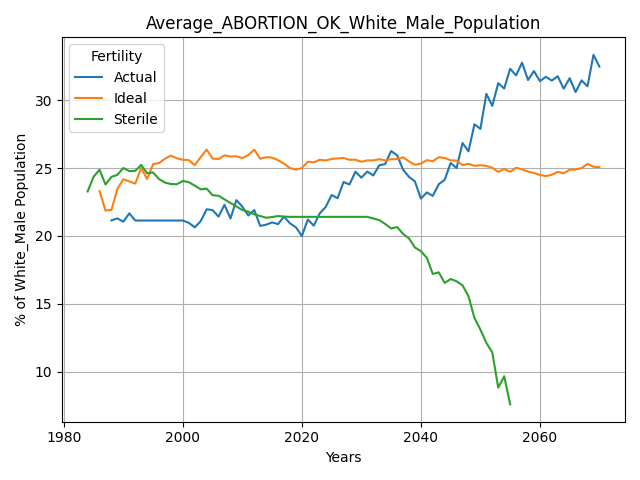 Average_ABORTION_OK_White_Male_Population
Fertility
Actual
Ideal
Sterile
% of White_Male Population
30
25
20
15
10
1980
2000
2020
2040
2060
Years